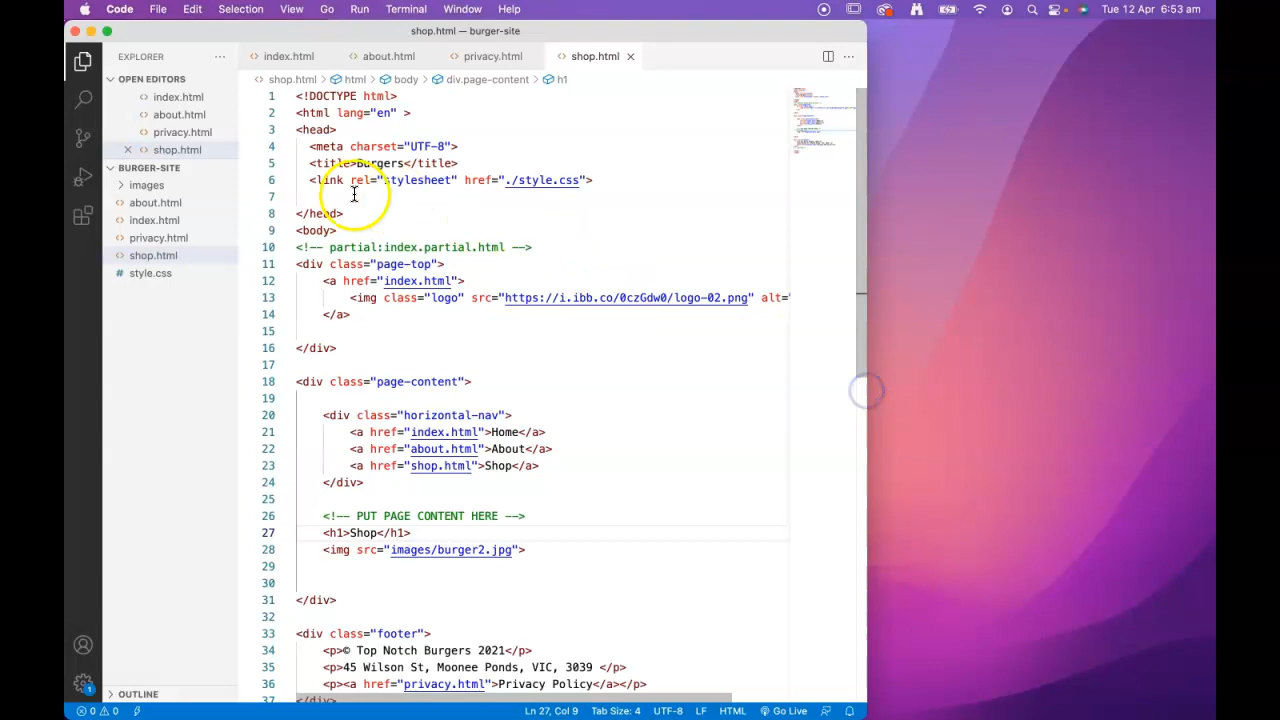 Code File Edit Selection View Go Run Terminal Window Help Tue 12 Apr 6:53 am
shop.html — burger-site
EXPLORER
index.html about.html privacy.html shop.html
OPEN EDITORS
index.html
about.html
privacy.html
shop.html
BURGER-SITE
images
about.html
index.html
privacy.html
shop.html
style.css
OUTLINE
shop.html > html > body > div.page-content > h1
1 <!DOCTYPE html>
2 <html lang="en" >
3 <head>
4 <meta charset="UTF-8">
5 <title>Burgers</title>
6 <link rel="stylesheet" href="./style.css">
7
8 </head>
9 <body>
10 <!-- partial:index.partial.html -->
11 <div class="page-top">
12 <a href="index.html">
13 <img class="logo" src="https://i.ibb.co/0czGdw0/logo-02.png" alt="
14 </a>
15
16 </div>
17
18 <div class="page-content">
19
20 <div class="horizontal-nav">
21 <a href="index.html">Home</a>
22 <a href="about.html">About</a>
23 <a href="shop.html">Shop</a>
24 </div>
25
26 <!-- PUT PAGE CONTENT HERE -->
27 <h1>Shop</h1>
28 <img src="images/burger2.jpg">
29
30
31 </div>
32
33 <div class="footer">
34 <p>© Top Notch Burgers 2021</p>
35 <p>45 Wilson St, Moonee Ponds, VIC, 3039 </p>
36 <p><a href="privacy.html">Privacy Policy</a></p>
37 </div>
0 0 Ln 27, Col 9 Tab Size: 4 UTF-8 LF HTML Go Live